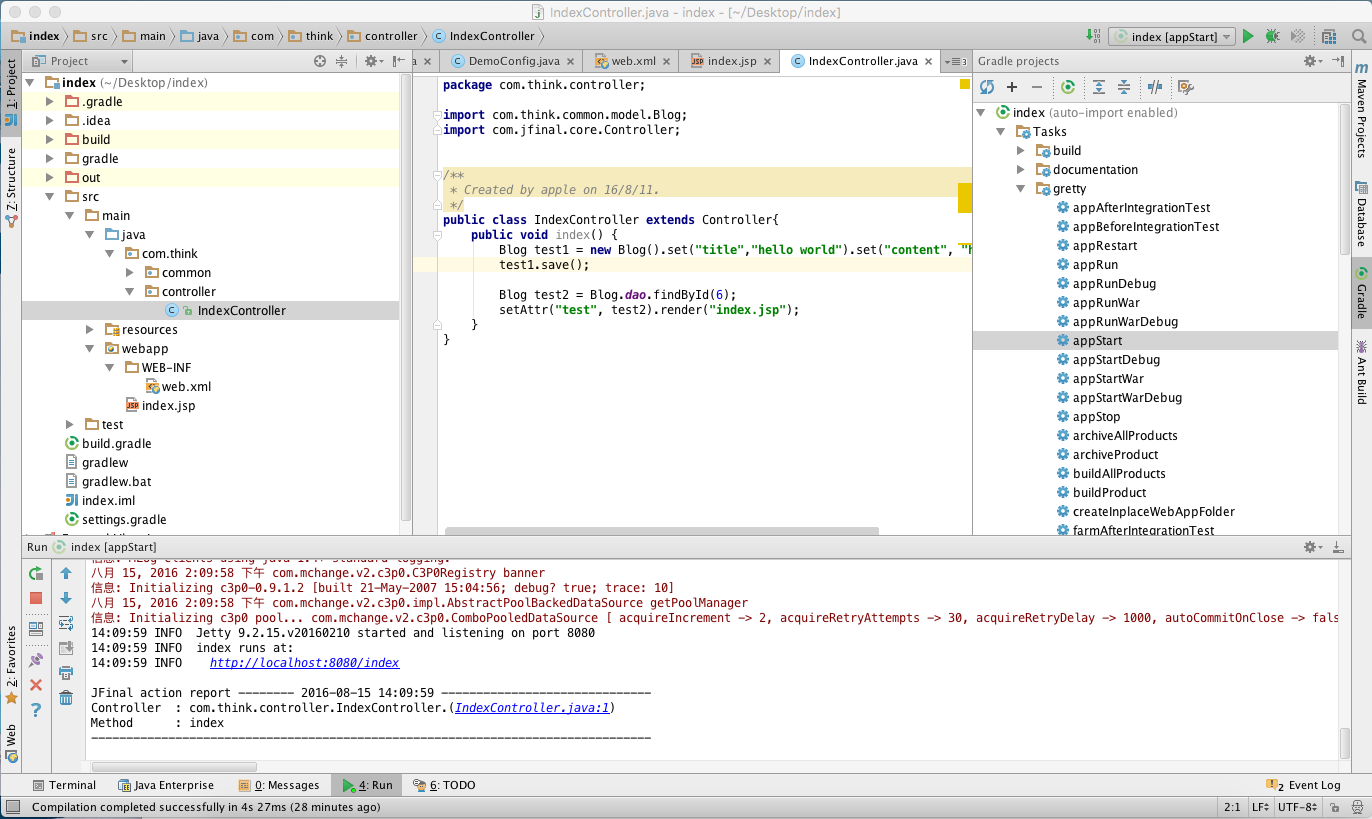 IndexController.java - index - [~/Desktop/index]
index src main java com think controller IndexController
index [appStart]
1: Project
Z: Structure
2: Favorites
Web
Project
index (~/Desktop/index)
.gradle
.idea
build
gradle
out
src
main
java
com.think
common
controller
IndexController
resources
webapp
WEB-INF
web.xml
index.jsp
test
build.gradle
gradlew
gradlew.bat
index.iml
settings.gradle
DemoConfig.java web.xml index.jsp IndexController.java
package com.think.controller;
import com.think.common.model.Blog;
import com.jfinal.core.Controller;
/**
* Created by apple on 16/8/11.
*/
public class IndexController extends Controller{
public void index() {
Blog test1 = new Blog().set("title","hello world").set("content", "h
test1.save();
Blog test2 = Blog.dao.findById(6);
setAttr("test", test2).render("index.jsp");
}
}
Gradle projects
index (auto-import enabled)
Tasks
build
documentation
gretty
appAfterIntegrationTest
appBeforeIntegrationTest
appRestart
appRun
appRunDebug
appRunWar
appRunWarDebug
appStart
appStartDebug
appStartWar
appStartWarDebug
appStop
archiveAllProducts
archiveProduct
buildAllProducts
buildProduct
createInplaceWebAppFolder
farmAfterIntegrationTest
Maven Projects
Database
Gradle
Ant Build
Run index [appStart]
信息: MLog clients using java 1.4+ standard logging.
八月 15, 2016 2:09:58 下午 com.mchange.v2.c3p0.C3P0Registry banner
信息: Initializing c3p0-0.9.1.2 [built 21-May-2007 15:04:56; debug? true; trace: 10]
八月 15, 2016 2:09:58 下午 com.mchange.v2.c3p0.impl.AbstractPoolBackedDataSource getPoolManager
信息: Initializing c3p0 pool... com.mchange.v2.c3p0.ComboPooledDataSource [ acquireIncrement -> 2, acquireRetryAttempts -> 30, acquireRetryDelay -> 1000, autoCommitOnClose -> fals
14:09:59 INFO Jetty 9.2.15.v20160210 started and listening on port 8080
14:09:59 INFO index runs at:
14:09:59 INFO http://localhost:8080/index
JFinal action report -------- 2016-08-15 14:09:59 ------------------------------
Controller : com.think.controller.IndexController.(IndexController.java:1)
Method : index
--------------------------------------------------------------------------------
Terminal Java Enterprise 0: Messages 4: Run 6: TODO 2 Event Log
Compilation completed successfully in 4s 27ms (28 minutes ago) 2:1 LF UTF-8